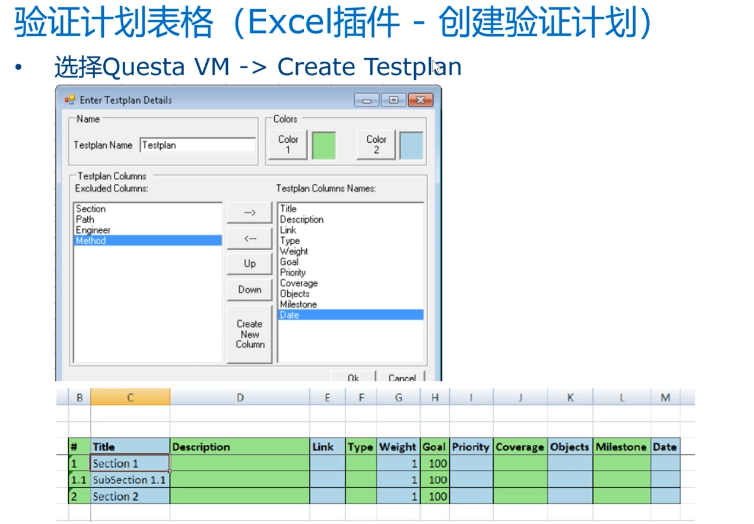 验证计划表格（Excel插件 - 创建验证计划）
• 选择Questa VM -> Create Testplan
Enter Testplan Details
Name
Testplan Name Testplan
Colors
Color 1
Color 2
Testplan Columns
Excluded Columns:
Section
Path
Engineer
Method
--->
<---
Up
Down
Create New Column
Testplan Columns Names:
Title
Description
Link
Type
Weight
Goal
Priority
Coverage
Objects
Milestone
Date
Ok Cancel
B C D E F G H I J K L M
# Title Description Link Type Weight Goal Priority Coverage Objects Milestone Date
1 Section 1 1 100
1.1 SubSection 1.1 1 100
2 Section 2 1 100